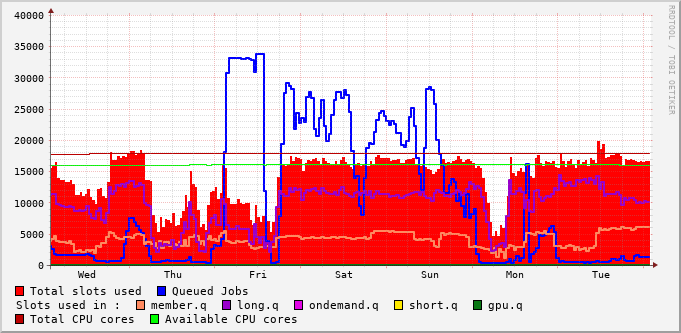 RRDTOOL / TOBI OETIKER
40000
35000
30000
25000
20000
15000
10000
5000
0
Wed Thu Fri Sat Sun Mon Tue
Total slots used Queued Jobs
Slots used in : member.q long.q ondemand.q short.q gpu.q
Total CPU cores Available CPU cores